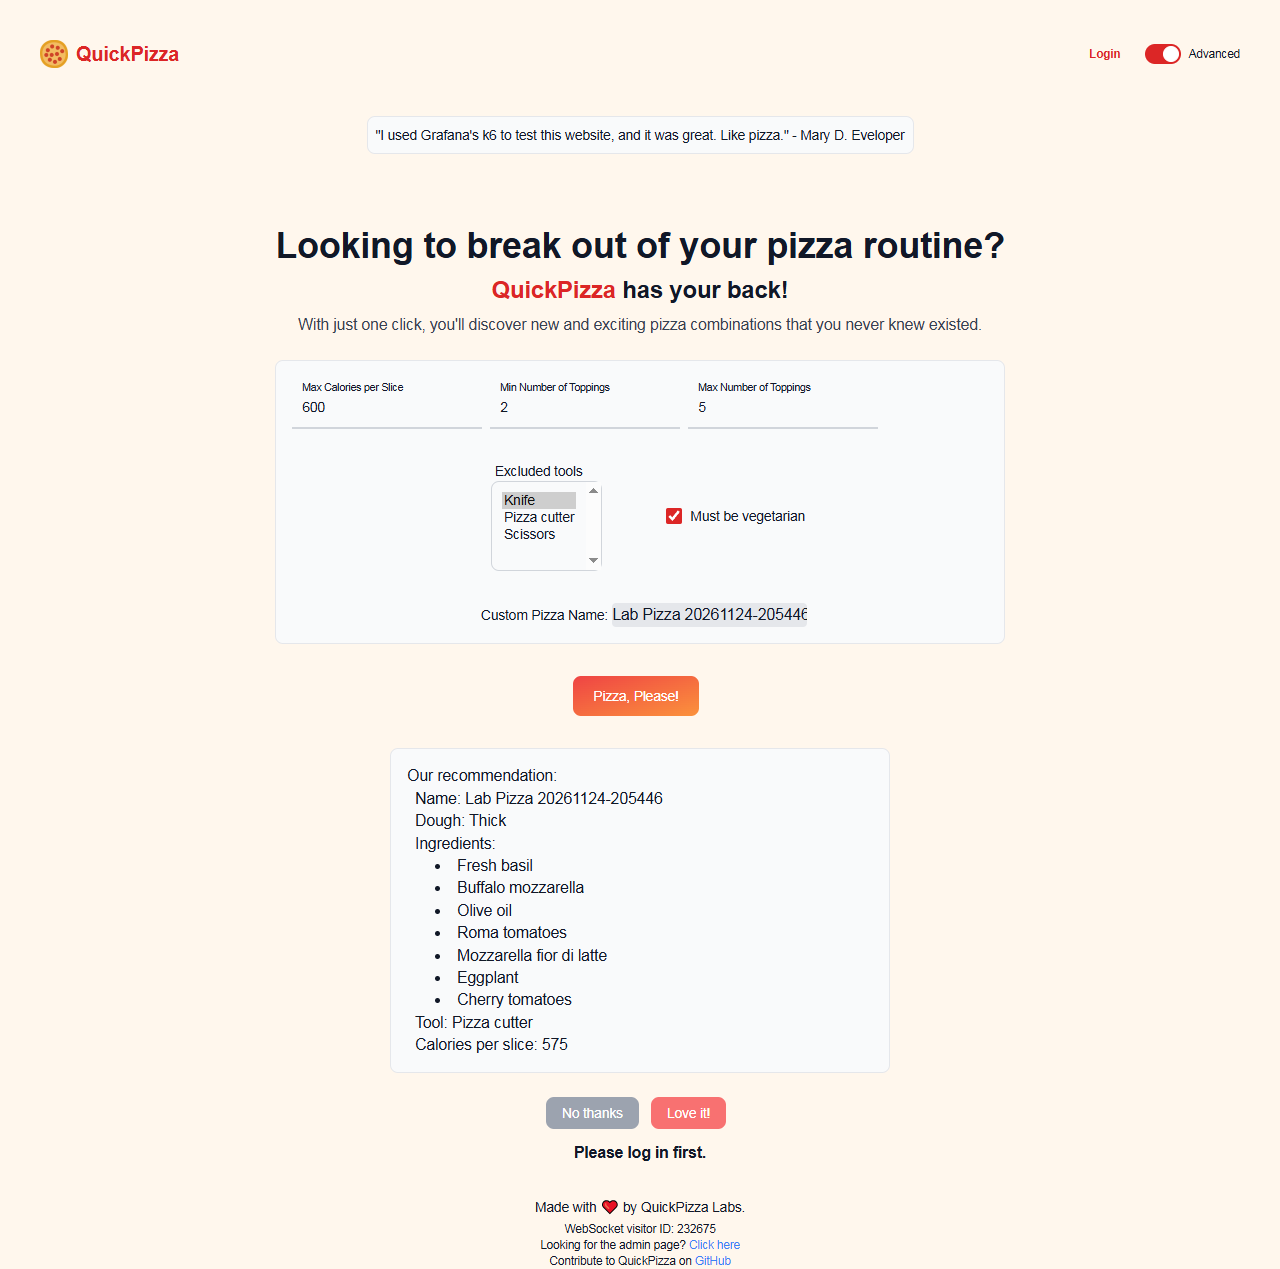 QuickPizza
Login
Advanced
"I used Grafana's k6 to test this website, and it was great. Like pizza." - Mary D. Eveloper
Looking to break out of your pizza routine?
QuickPizza has your back!
With just one click, you'll discover new and exciting pizza combinations that you never knew existed.
Max Calories per Slice
600
Min Number of Toppings
2
Max Number of Toppings
5
Excluded tools
Knife
Pizza cutter
Scissors
Must be vegetarian
Custom Pizza Name: Lab Pizza 20261124-205446
Pizza, Please!
Our recommendation:
Name: Lab Pizza 20261124-205446
Dough: Thick
Ingredients:
• Fresh basil
• Buffalo mozzarella
• Olive oil
• Roma tomatoes
• Mozzarella fior di latte
• Eggplant
• Cherry tomatoes
Tool: Pizza cutter
Calories per slice: 575
No thanks
Love it!
Please log in first.
Made with ❤️ by QuickPizza Labs.
WebSocket visitor ID: 232675
Looking for the admin page? Click here
Contribute to QuickPizza on GitHub